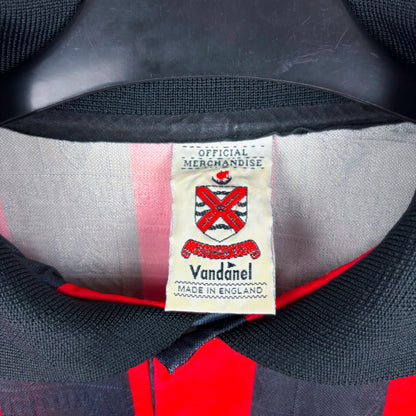 OFFICIAL
MERCHANDISE
Vandanel
MADE IN ENGLAND